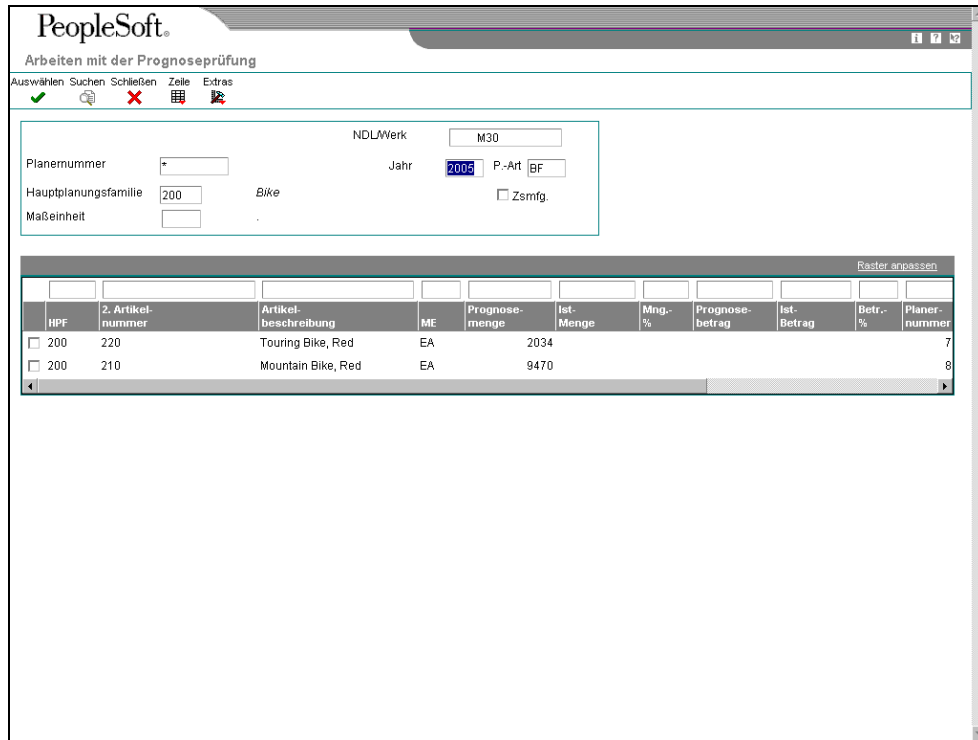 PeopleSoft®
Arbeiten mit der Prognoseprüfung
Auswählen Suchen Schließen Zeile Extras
NDL/Werk M30
Planernummer * Jahr 2005 P.-Art BF
Hauptplanungsfamilie 200 Bike Zsmfg.
Maßeinheit .
Raster anpassen
HPF 2. Artikel-nummer Artikel-beschreibung ME Prognose-menge Ist-Menge Mng.-% Prognose-betrag Ist-Betrag Betr.-% Planer-nummer
200 220 Touring Bike, Red EA 2034 7
200 210 Mountain Bike, Red EA 9470 8